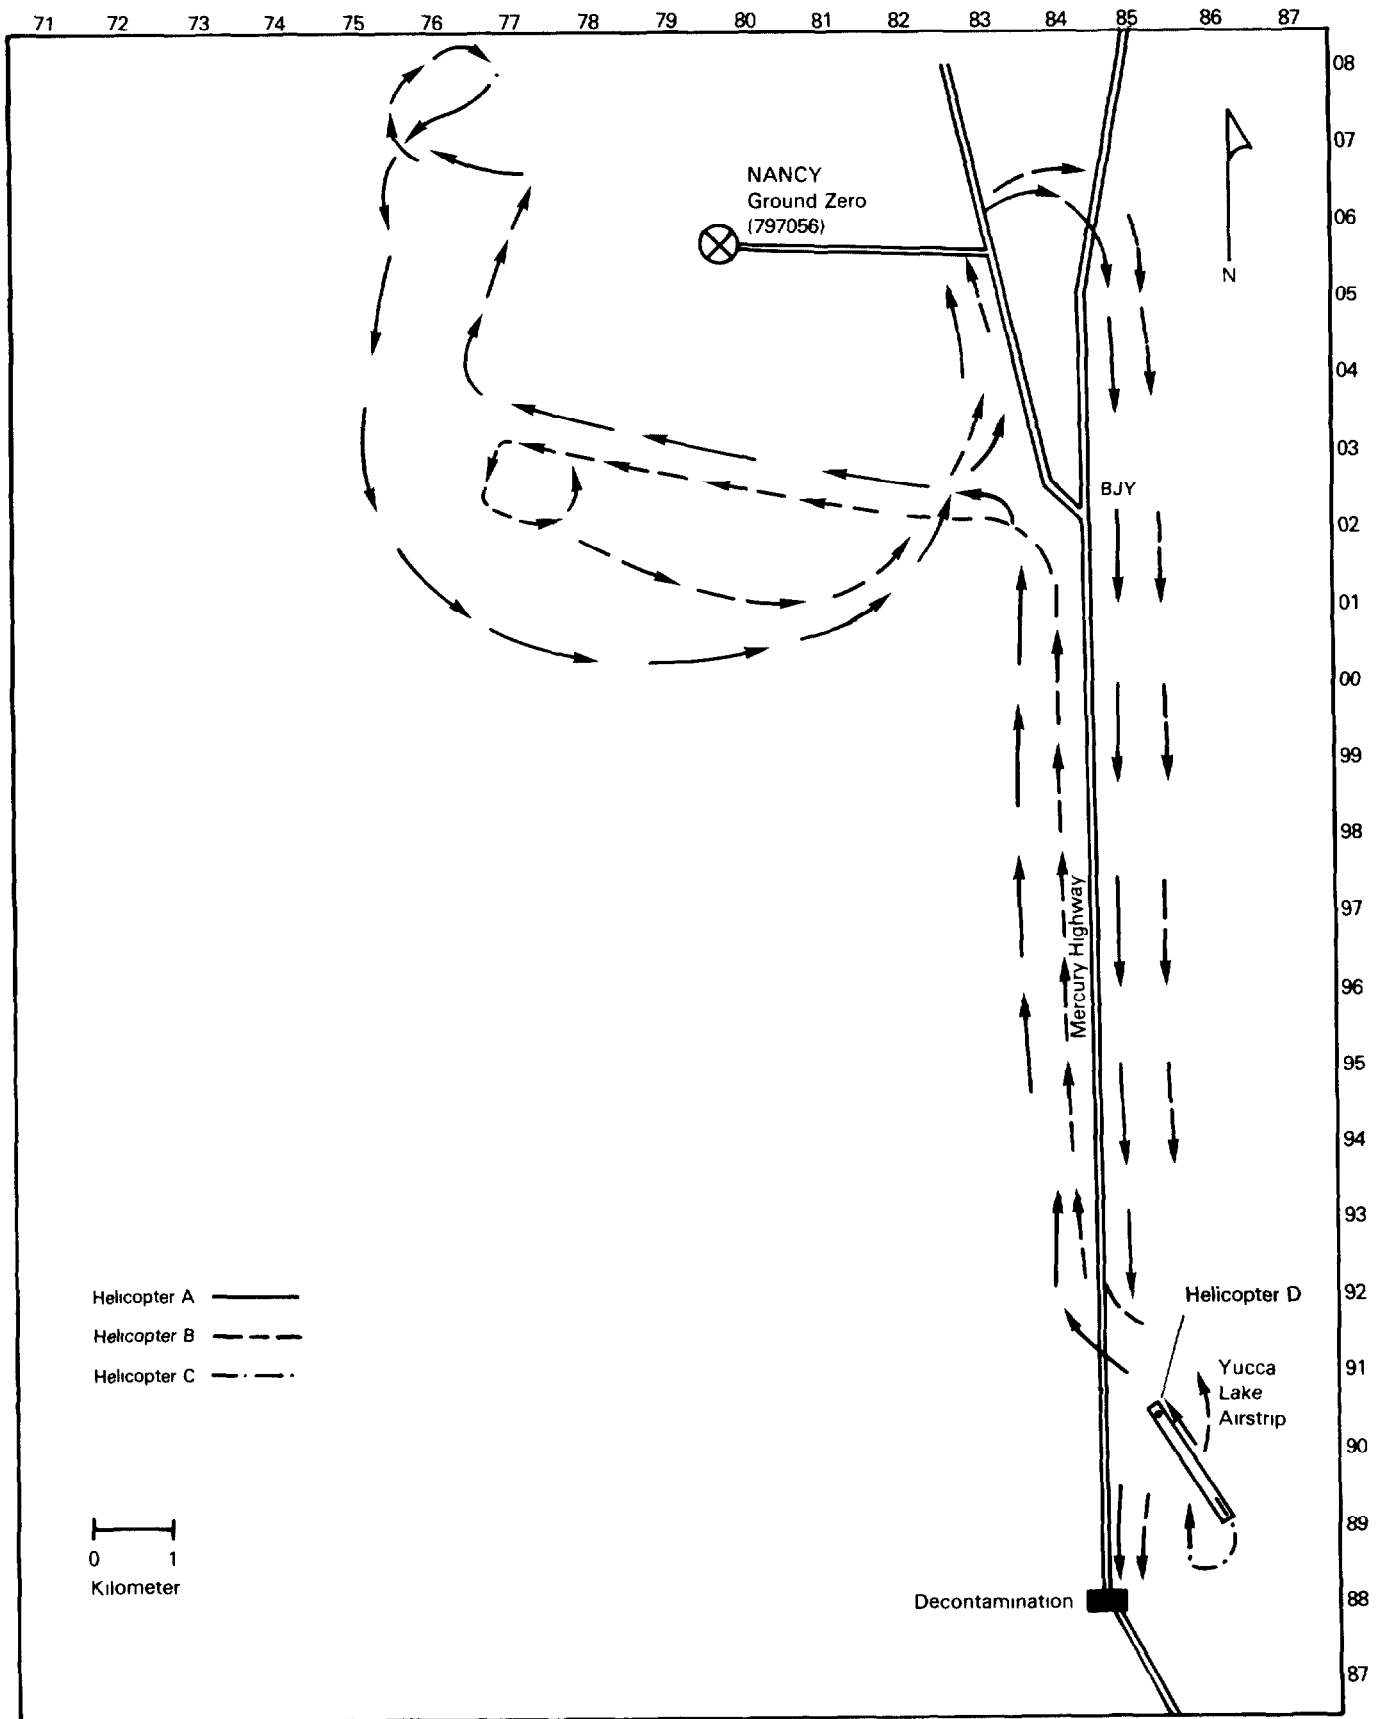 71 72 73 74 75 76 77 78 79 80 81 82 83 84 85 86 87
08
07
NANCY
Ground Zero
(797056)
06
N
05
04
03
BJY
02
01
00
99
98
97
Mercury Highway
96
95
94
93
92
Helicopter A
Helicopter D
Helicopter B
Helicopter C
91
Yucca
Lake
Airstrip
90
89
0 1
Kilometer
Decontamination
88
87